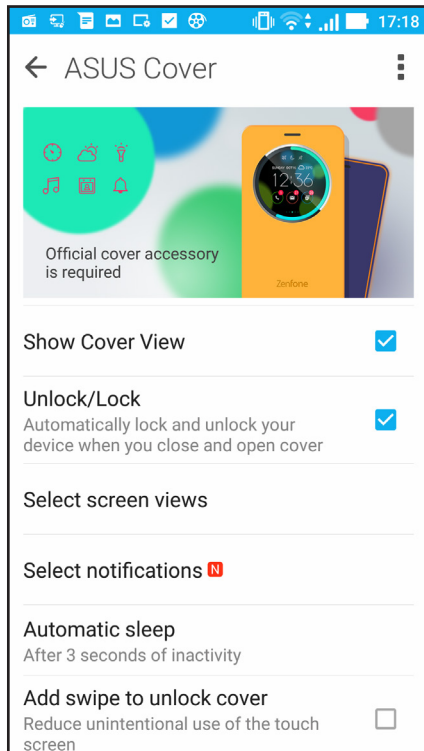 17:18
ASUS Cover
12:36
Official cover accessory
is required
Zenfone
Show Cover View
Unlock/Lock
Automatically lock and unlock your
device when you close and open cover
Select screen views
Select notifications N
Automatic sleep
After 3 seconds of inactivity
Add swipe to unlock cover
Reduce unintentional use of the touch
screen